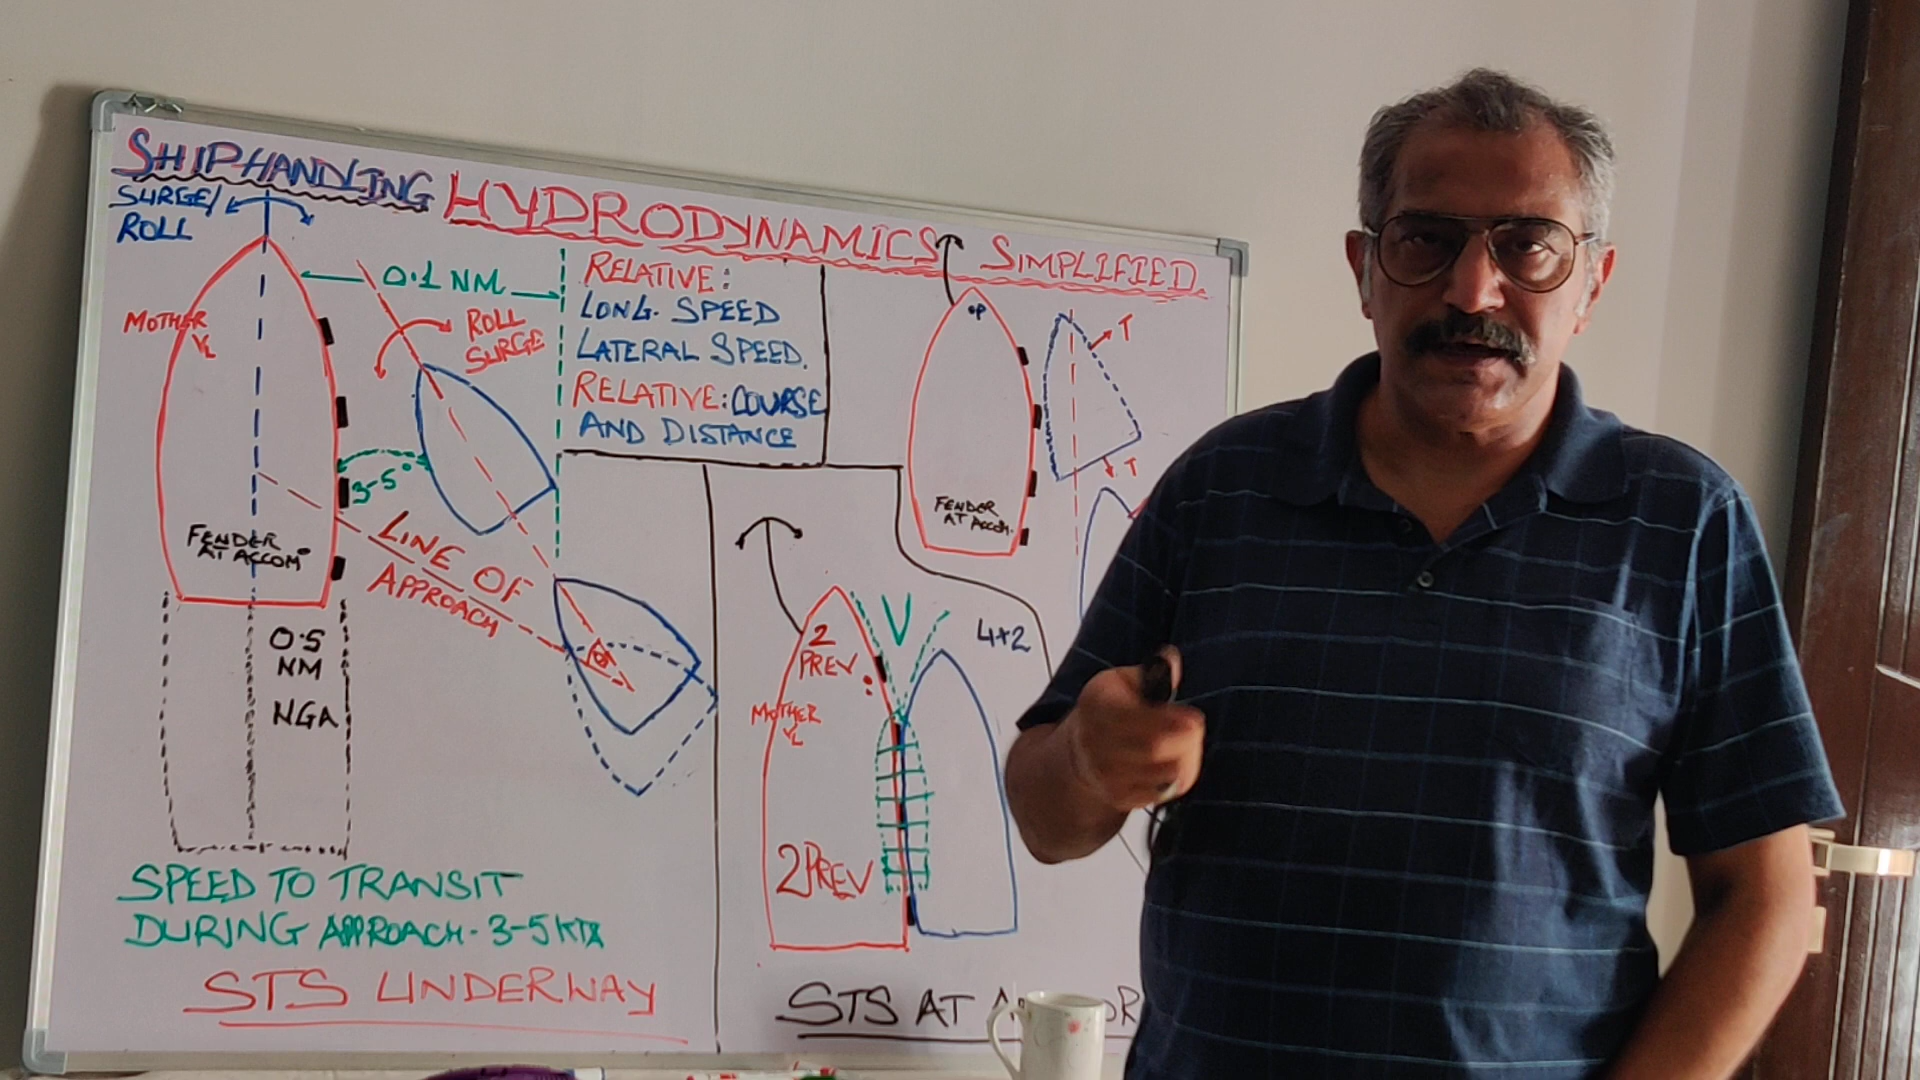 SHIPHANDLING HYDRODYNAMICS SIMPLIFIED.
SURGE/
ROLL
0.1 NM
MOTHER
VL
ROLL
SURGE
3-5°
FENDER
AT ACCOM°
LINE OF
APPROACH
0.5
NM
NGA
SPEED TO TRANSIT
DURING APPROACH - 3-5 KTS
STS UNDERWAY
RELATIVE:
LONG. SPEED
LATERAL SPEED.
RELATIVE: COURSE
AND DISTANCE
T
T
FENDER
AT ACCOM.
2
PREV
V
4+2
MOTHER
VL
2 PREV
STS AT